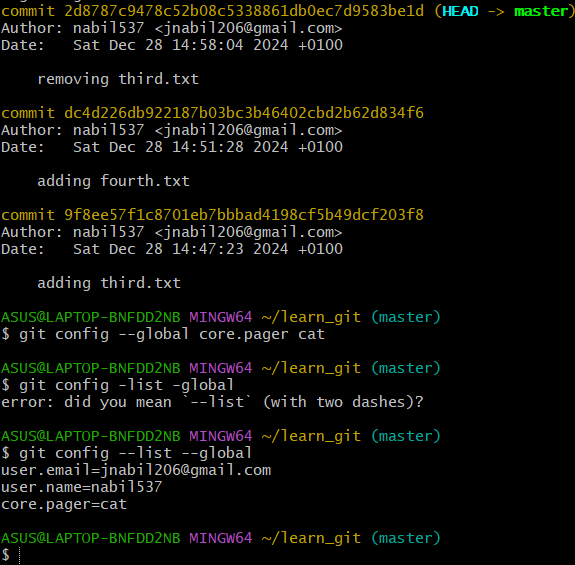 commit 2d8787c9478c52b08c5338861db0ec7d9583be1d (HEAD -> master)
Author: nabil537 <jnabil206@gmail.com>
Date:   Sat Dec 28 14:58:04 2024 +0100
    removing third.txt
commit dc4d226db922187b03bc3b46402cbd2b62d834f6
Author: nabil537 <jnabil206@gmail.com>
Date:   Sat Dec 28 14:51:28 2024 +0100
    adding fourth.txt
commit 9f8ee57f1c8701eb7bbbad4198cf5b49dcf203f8
Author: nabil537 <jnabil206@gmail.com>
Date:   Sat Dec 28 14:47:23 2024 +0100
    adding third.txt
ASUS@LAPTOP-BNFDD2NB MINGW64 ~/learn_git (master)
$ git config --global core.pager cat
ASUS@LAPTOP-BNFDD2NB MINGW64 ~/learn_git (master)
$ git config -list -global
error: did you mean `--list` (with two dashes)?
ASUS@LAPTOP-BNFDD2NB MINGW64 ~/learn_git (master)
$ git config --list --global
user.email=jnabil206@gmail.com
user.name=nabil537
core.pager=cat
ASUS@LAPTOP-BNFDD2NB MINGW64 ~/learn_git (master)
$